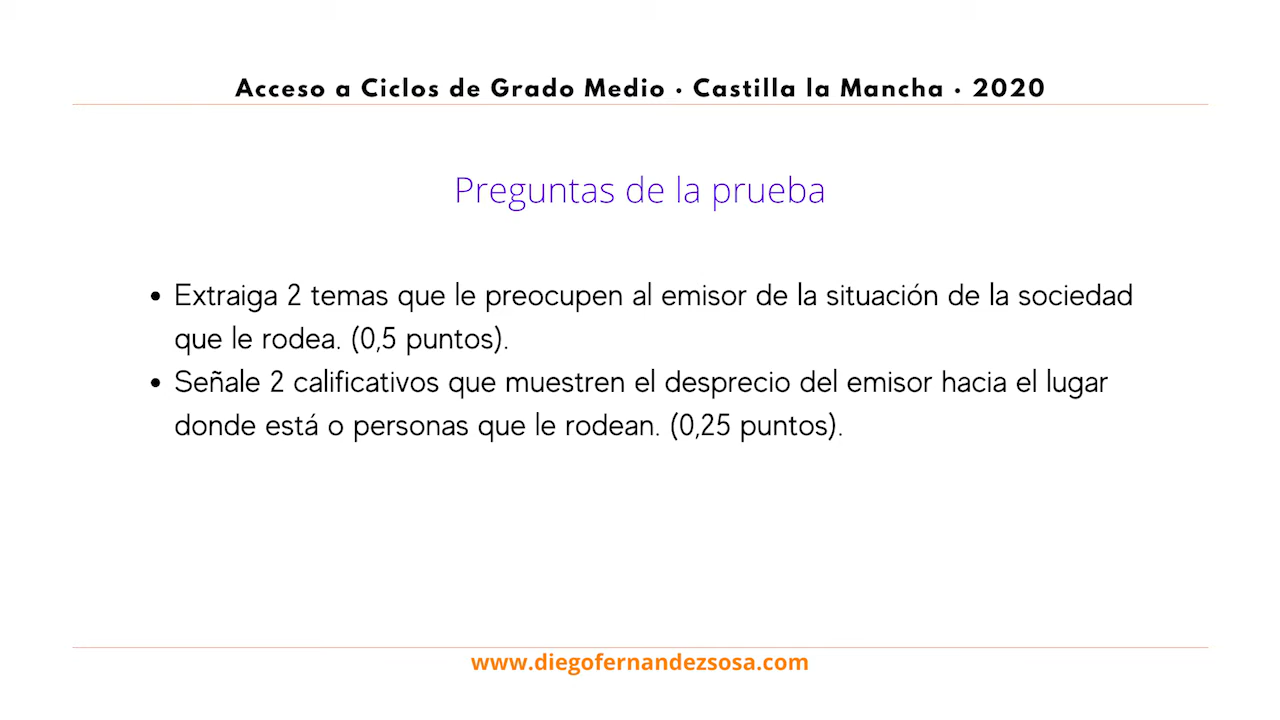 Acceso a Ciclos de Grado Medio · Castilla la Mancha · 2020
Preguntas de la prueba
• Extraiga 2 temas que le preocupen al emisor de la situación de la sociedad
que le rodea. (0,5 puntos).
• Señale 2 calificativos que muestren el desprecio del emisor hacia el lugar
donde está o personas que le rodean. (0,25 puntos).
www.diegofernandezsosa.com